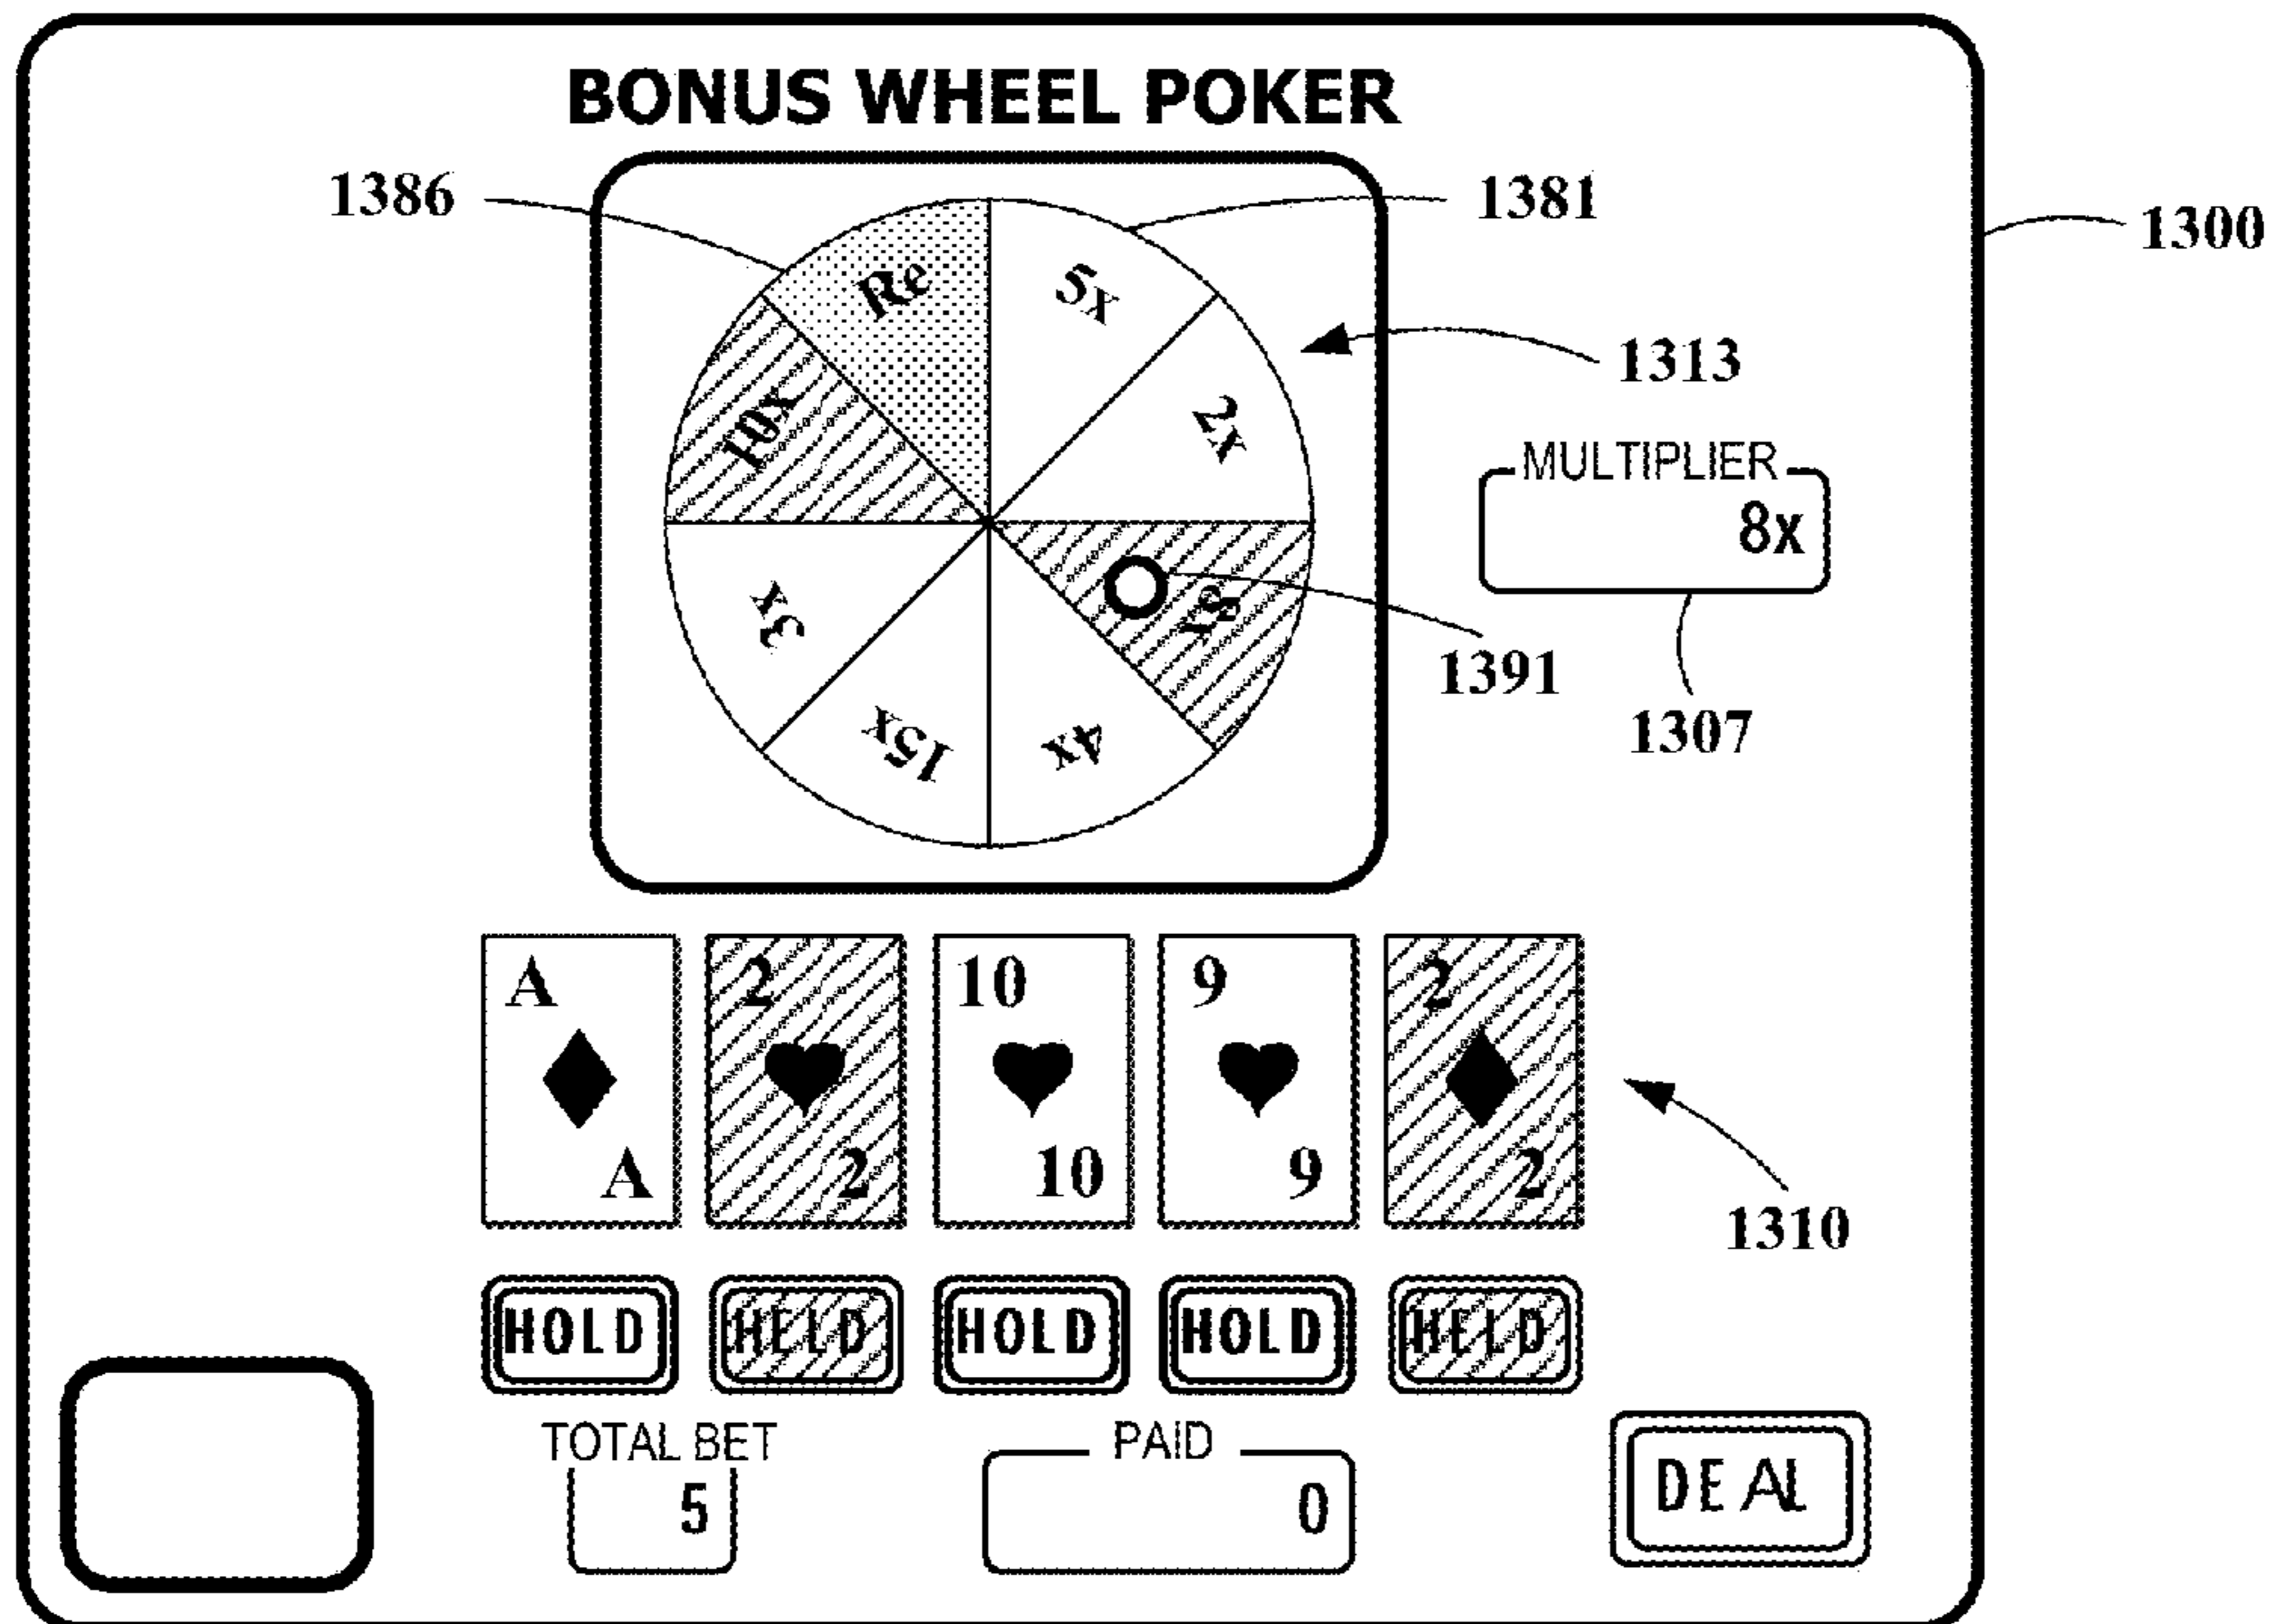 BONUS WHEEL POKER
1386
1381
1300
Re
5x
1313
10x
2x
MULTIPLIER
8x
3x
8x
1391
15x
4x
1307
A 2 10 9 2
A 2 10 9 2
1310
HOLD HELD HOLD HOLD HELD
TOTAL BET
PAID
5
0
DEAL